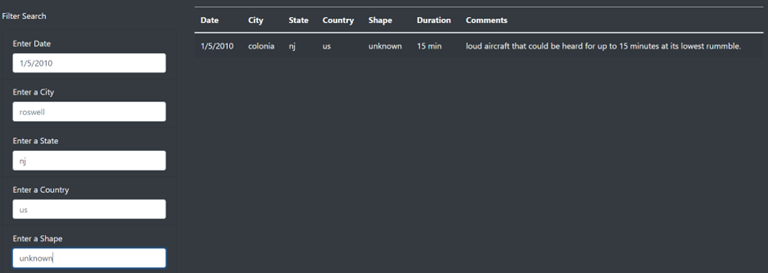 Filter Search
Enter Date
1/5/2010
Enter a City
roswell
Enter a State
nj
Enter a Country
us
Enter a Shape
unknown
Date City State Country Shape Duration Comments
1/5/2010 colonia nj us unknown 15 min loud aircraft that could be heard for up to 15 minutes at its lowest rummble.